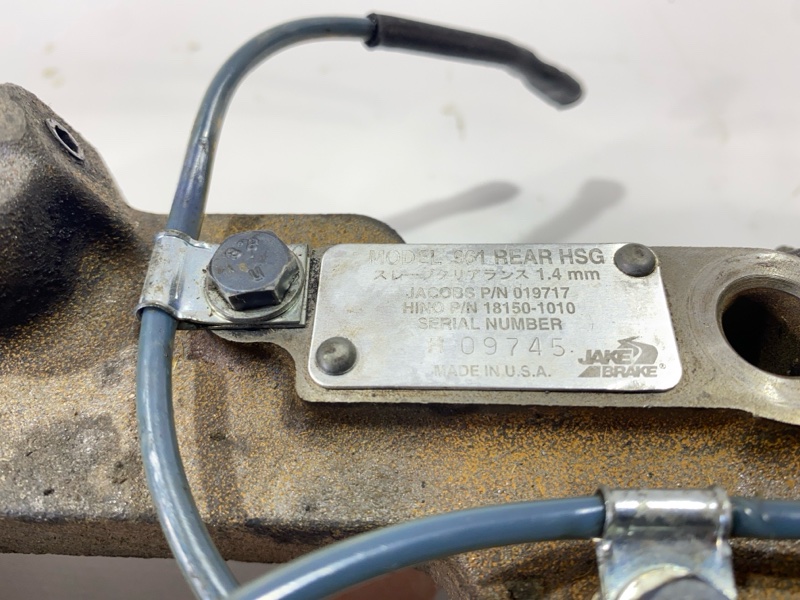 MODEL 561 REAR HSG
スレーブクリアランス 1.4 mm
JACOBS P/N 019717
HINO P/N 18150-1010
SERIAL NUMBER
H 09745
MADE IN U.S.A.
JAKE BRAKE®